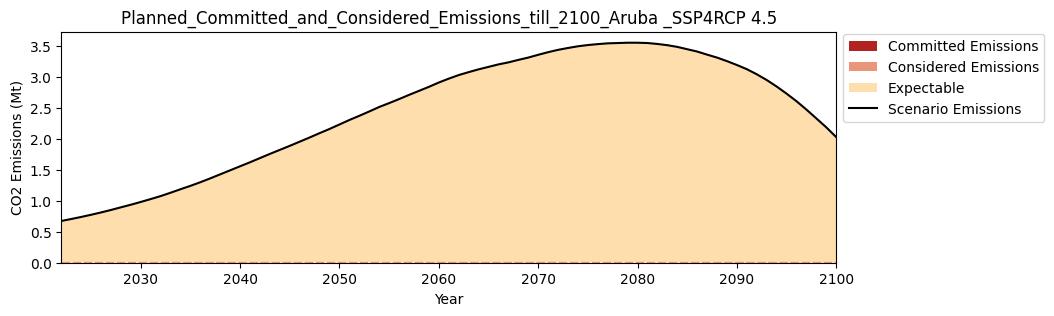 Planned_Committed_and_Considered_Emissions_till_2100_Aruba _SSP4RCP 4.5
Committed Emissions
Considered Emissions
Expectable
Scenario Emissions
CO2 Emissions (Mt)
3.5
3.0
2.5
2.0
1.5
1.0
0.5
0.0
2030 2040 2050 2060 2070 2080 2090 2100
Year